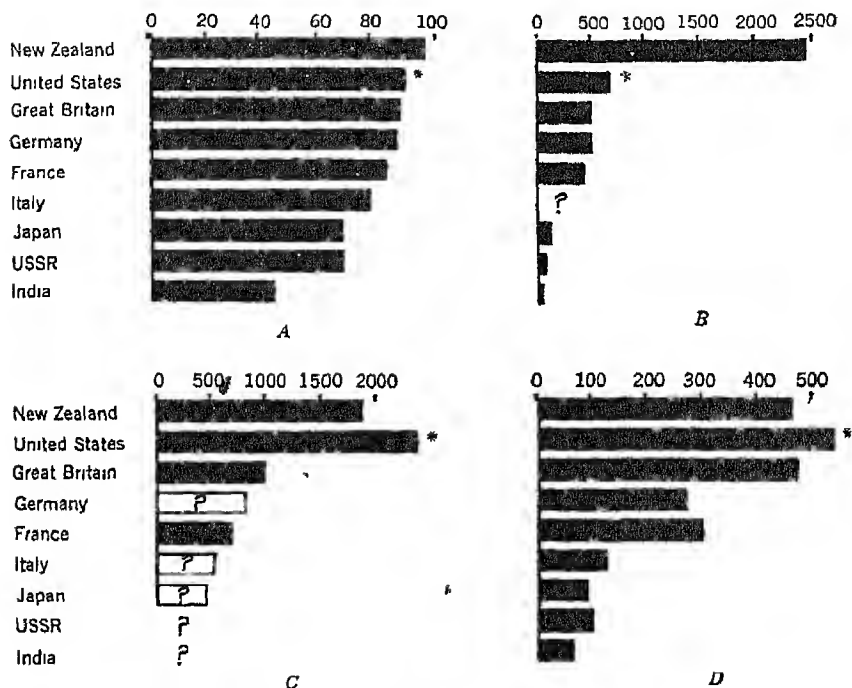 0 20 40 60 80 100
New Zealand
United States *
Great Britain
Germany
France
Italy
Japan
USSR
India
A
0 500 1000 1500 2000 2500
*
?
B
0 500 1000 1500 2000
New Zealand
United States *
Great Britain
Germany ?
France
Italy ?
Japan ?
USSR ?
India ?
C
0 100 200 300 400 500
*
D